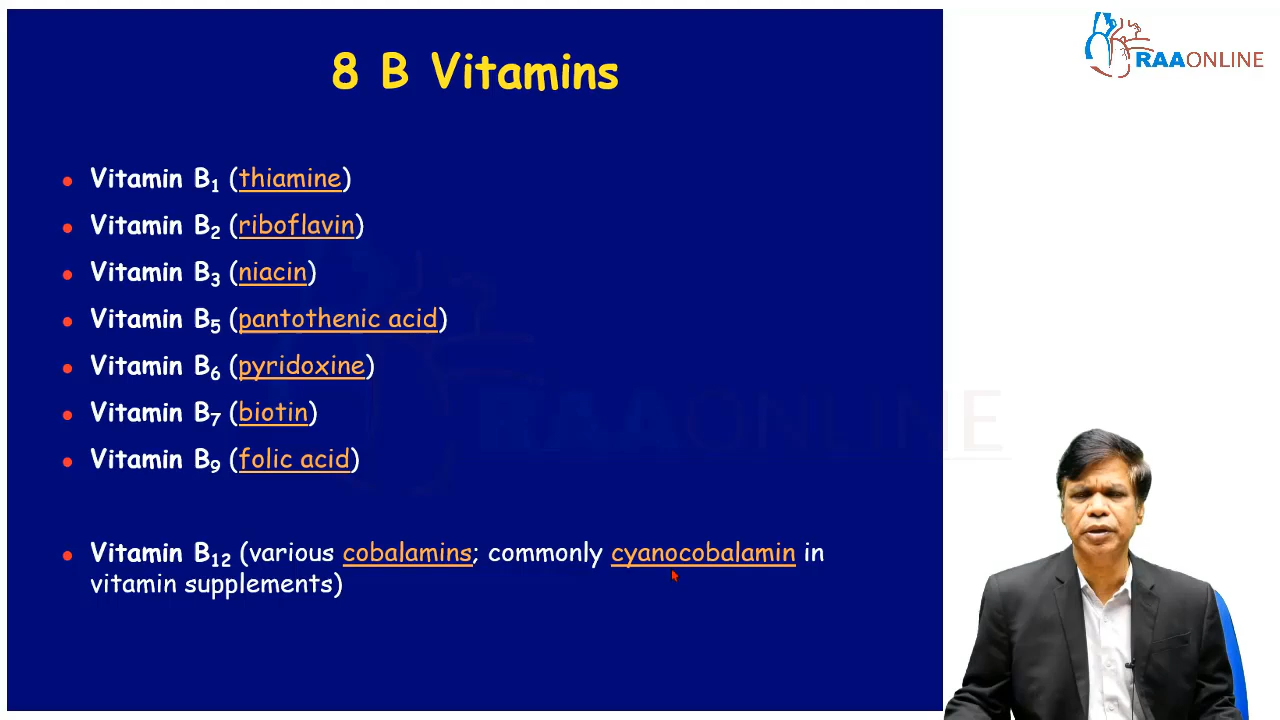 8 B Vitamins
RAAONLINE
• Vitamin B₁ (thiamine)
• Vitamin B₂ (riboflavin)
• Vitamin B₃ (niacin)
• Vitamin B₅ (pantothenic acid)
• Vitamin B₆ (pyridoxine)
• Vitamin B₇ (biotin)
• Vitamin B₉ (folic acid)
RAAONLINE
• Vitamin B₁₂ (various cobalamins; commonly cyanocobalamin in
vitamin supplements)